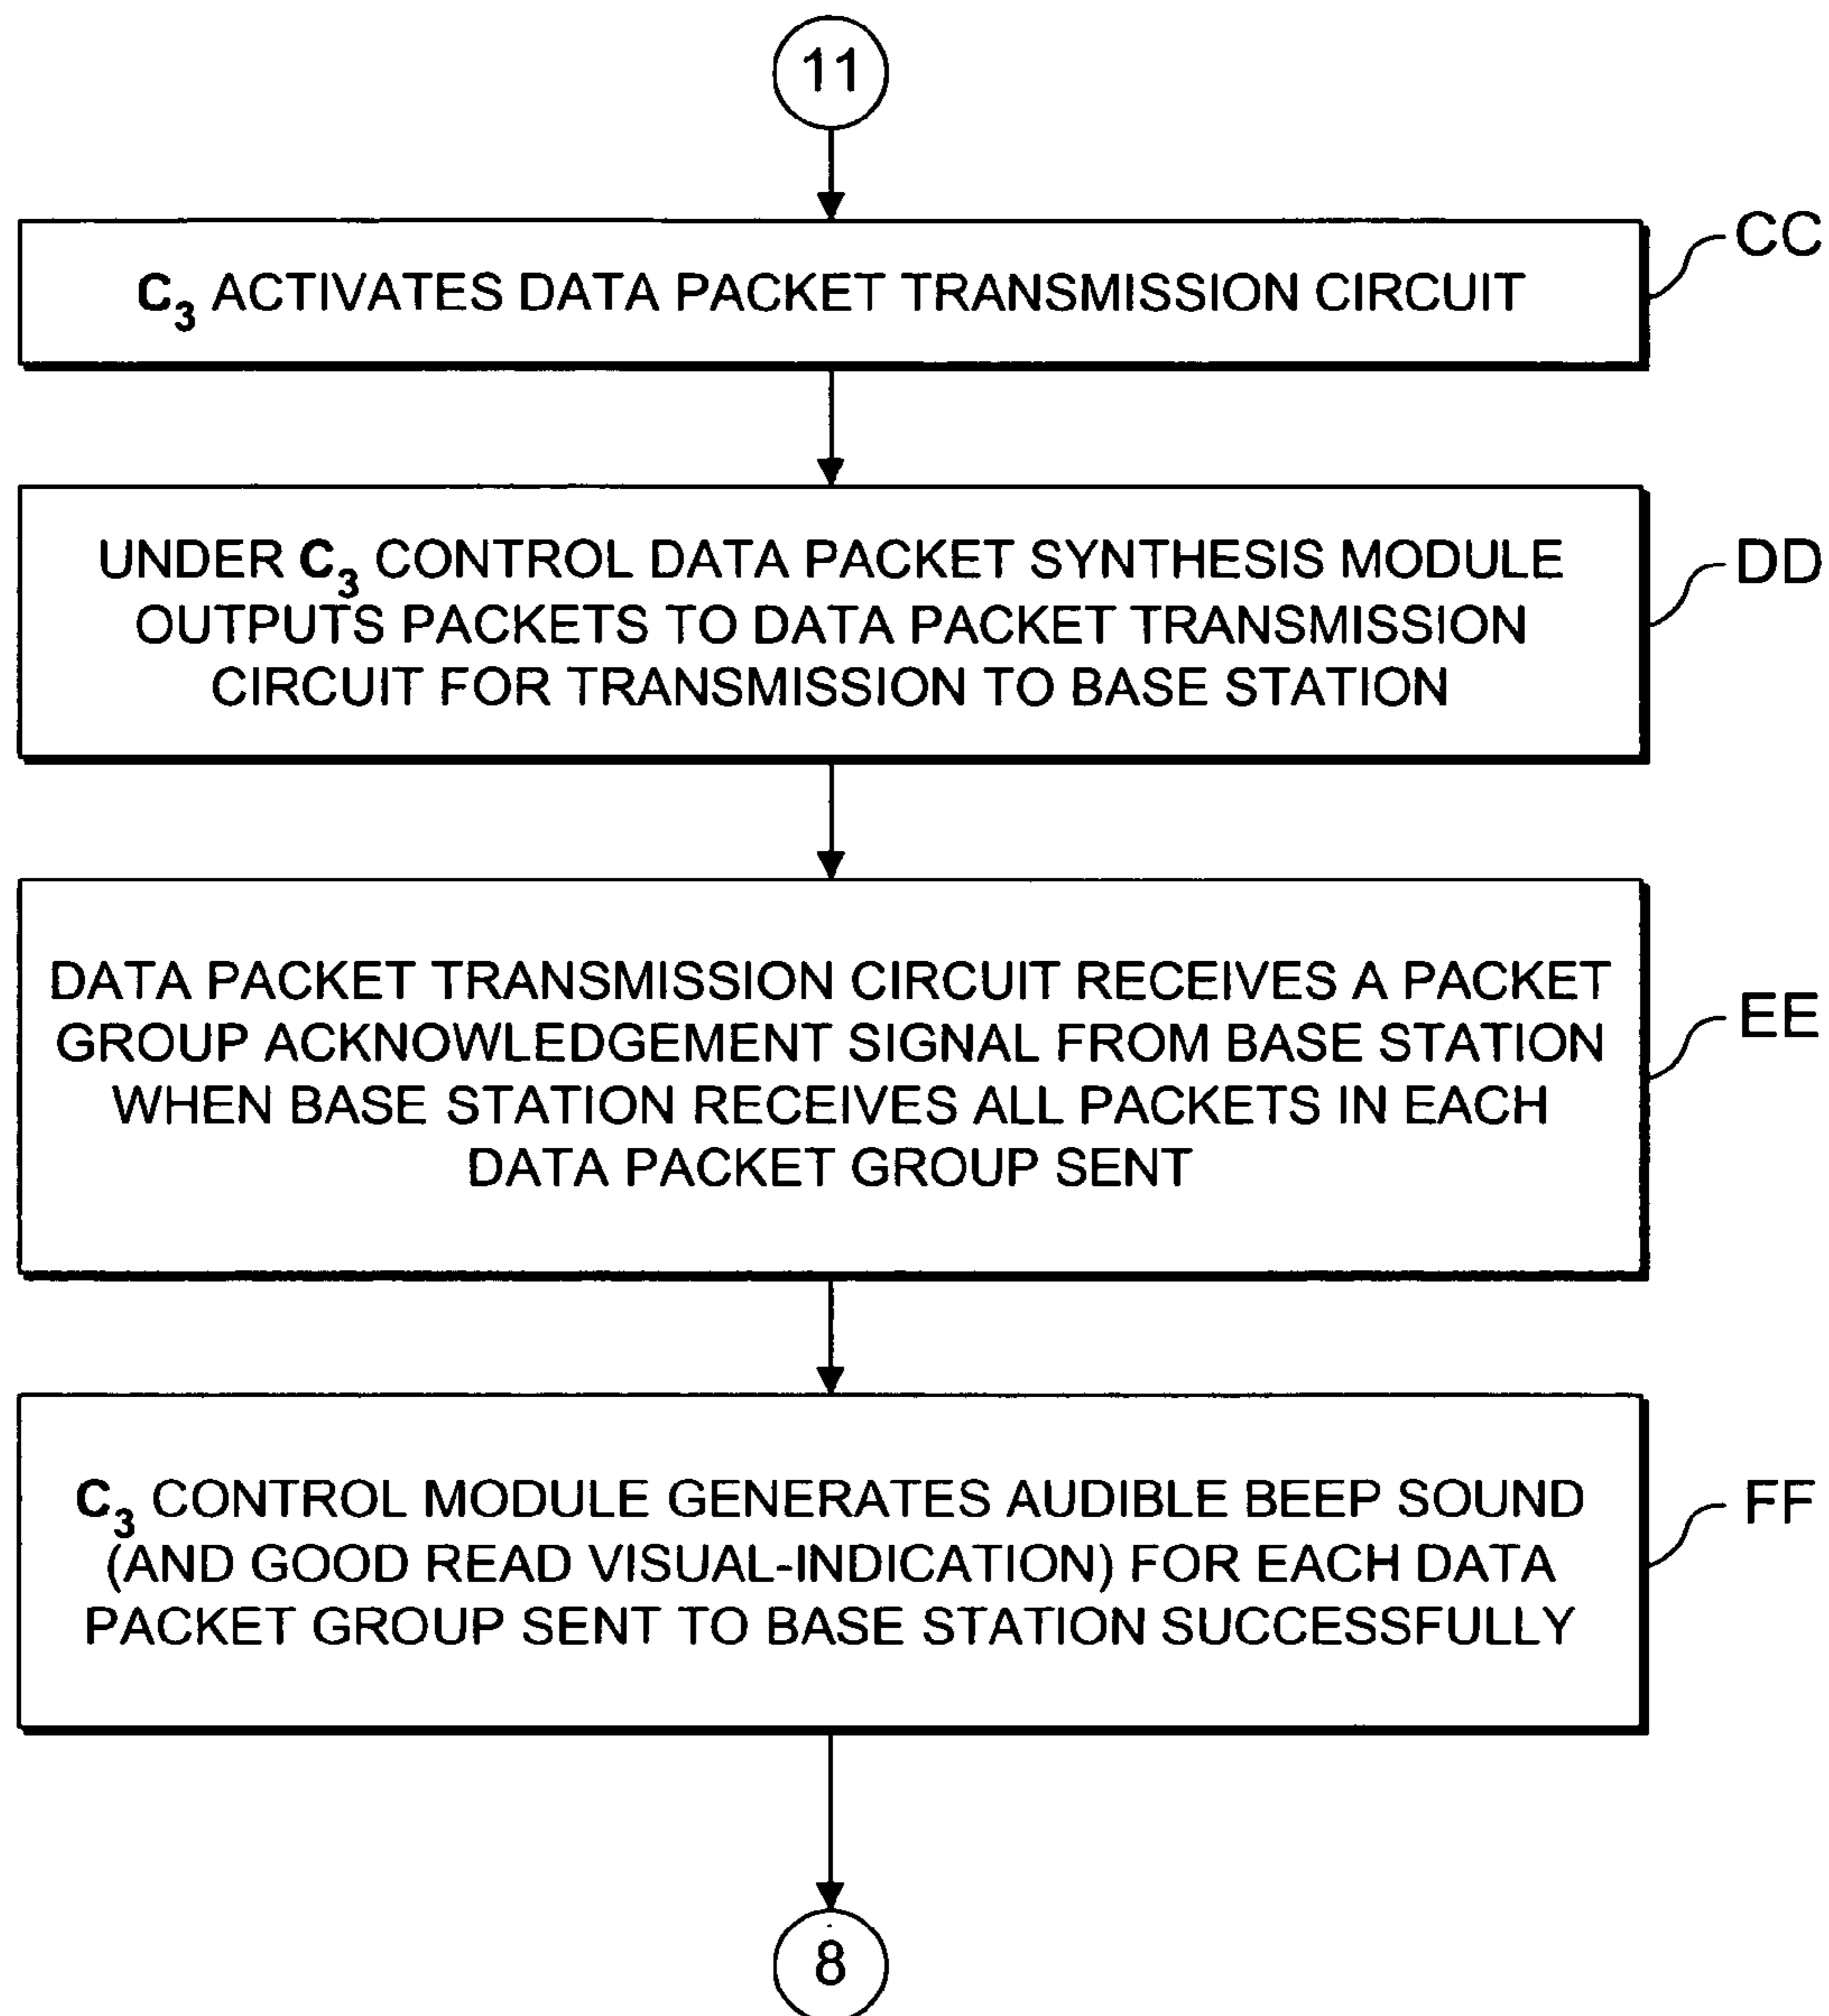 11
C3 ACTIVATES DATA PACKET TRANSMISSION CIRCUIT
CC
UNDER C3 CONTROL DATA PACKET SYNTHESIS MODULE
OUTPUTS PACKETS TO DATA PACKET TRANSMISSION
CIRCUIT FOR TRANSMISSION TO BASE STATION
DD
DATA PACKET TRANSMISSION CIRCUIT RECEIVES A PACKET
GROUP ACKNOWLEDGEMENT SIGNAL FROM BASE STATION
WHEN BASE STATION RECEIVES ALL PACKETS IN EACH
DATA PACKET GROUP SENT
EE
C3 CONTROL MODULE GENERATES AUDIBLE BEEP SOUND
(AND GOOD READ VISUAL-INDICATION) FOR EACH DATA
PACKET GROUP SENT TO BASE STATION SUCCESSFULLY
FF
8